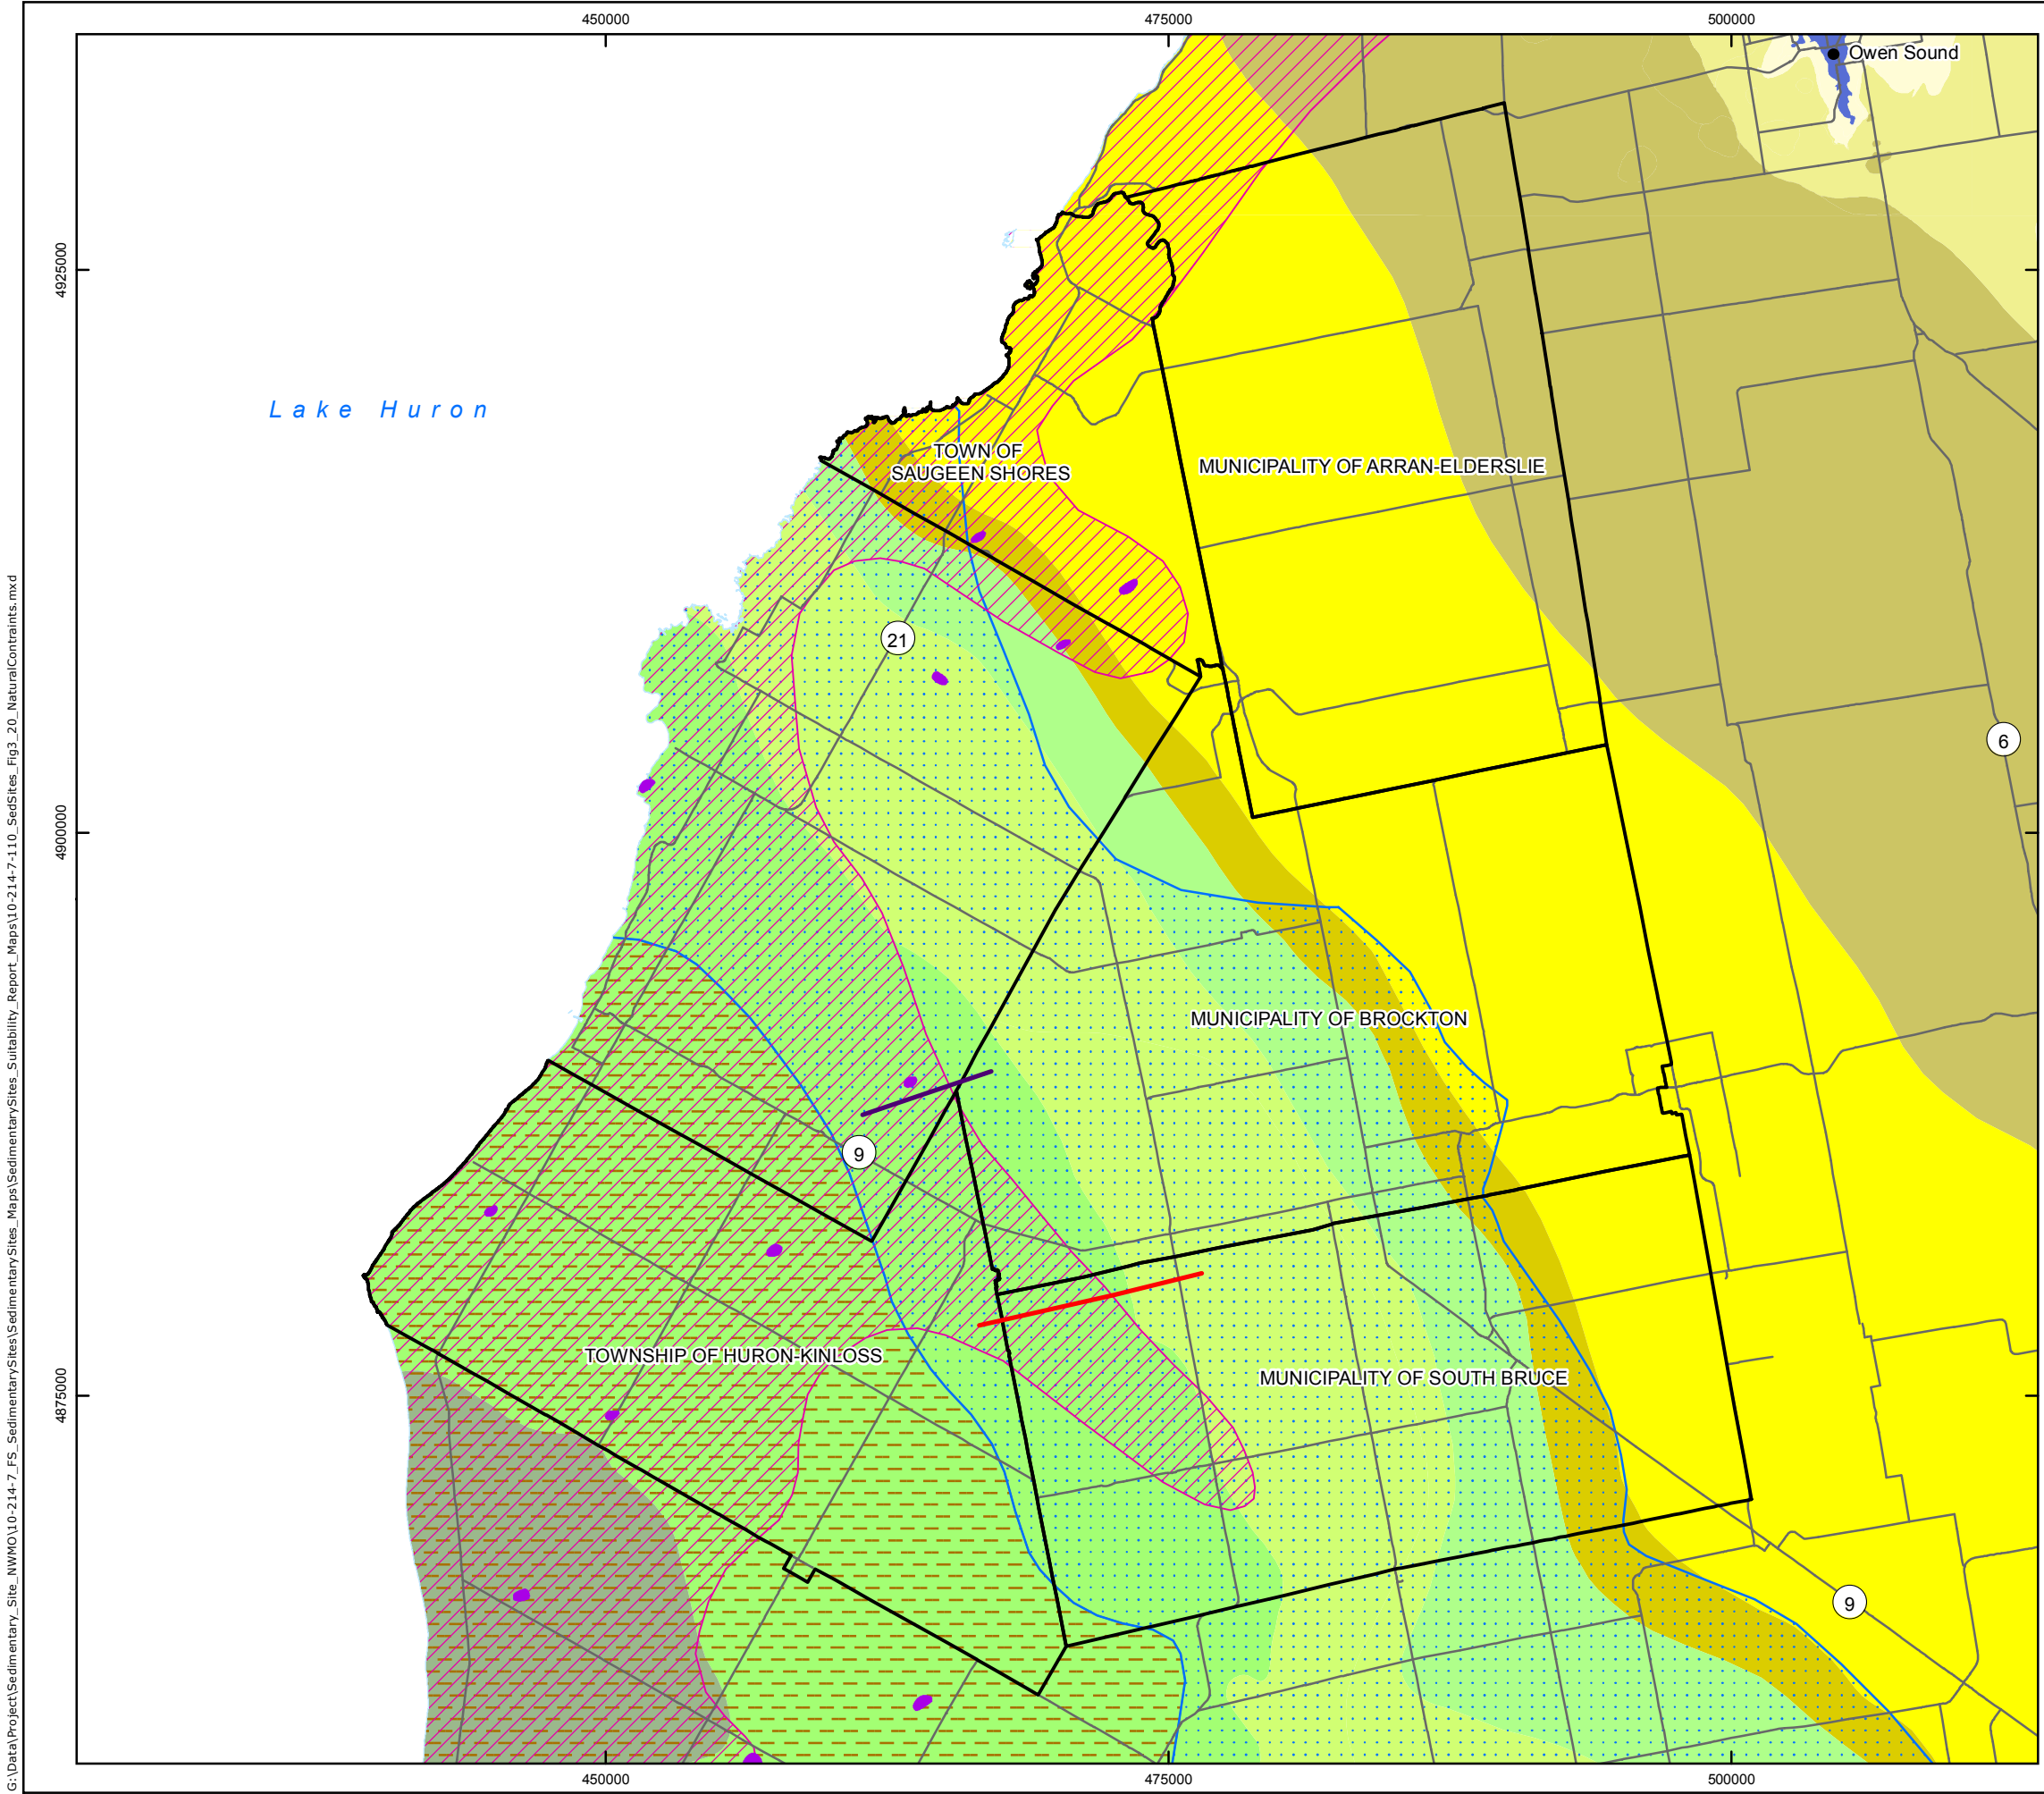 450000
475000
500000
Owen Sound
4925000
Lake Huron
TOWN OF
SAUGEEN SHORES
MUNICIPALITY OF ARRAN-ELDERSLIE
21
6
4900000
MUNICIPALITY OF BROCKTON
9
TOWNSHIP OF HURON-KINLOSS
MUNICIPALITY OF SOUTH BRUCE
4875000
9
450000
475000
500000
G:\Data\Project\Sedimentary_Site_NWMO\10-214-7_FS_SedimentarySites\SedimentarySites_Maps\SedimentarySites_Suitability_Report_Maps\10-214-7-110_SedSites_Fig3_20_NaturalContraints.mxd